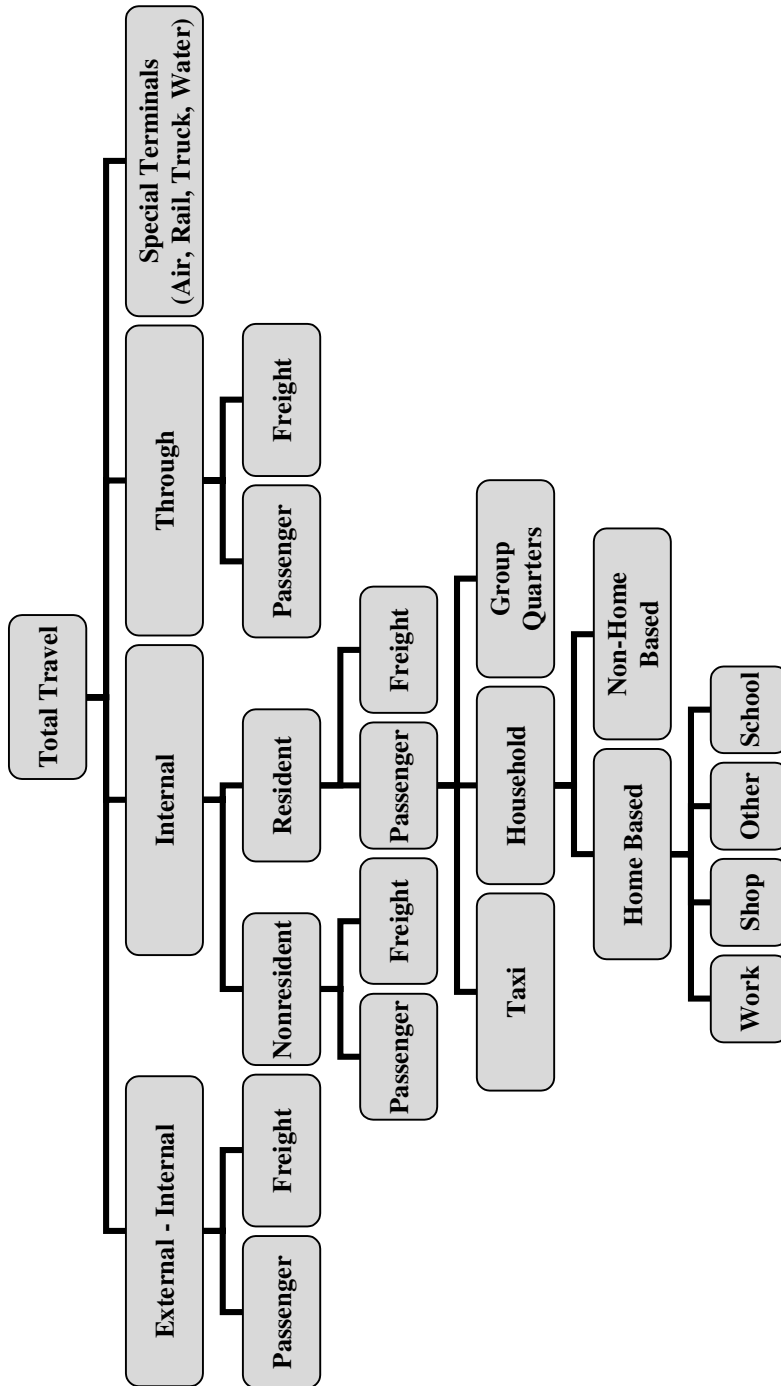 Total Travel
External - Internal
Internal
Through
Special Terminals
(Air, Rail, Truck, Water)
Passenger
Freight
Nonresident
Resident
Passenger
Freight
Passenger
Freight
Passenger
Freight
Taxi
Household
Group
Quarters
Home Based
Non-Home
Based
Work
Shop
Other
School